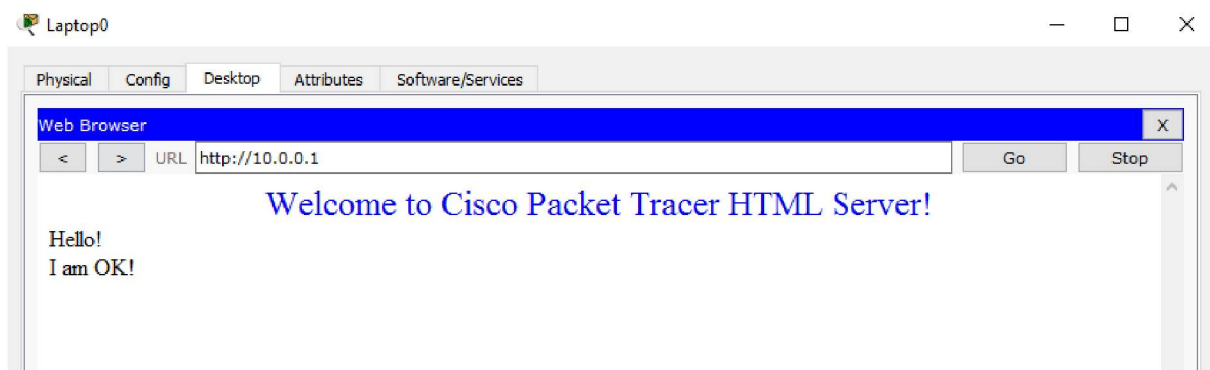 Laptop0
Physical Config Desktop Attributes Software/Services
Web Browser X
< > URL http://10.0.0.1 Go Stop
Welcome to Cisco Packet Tracer HTML Server!
Hello!
I am OK!